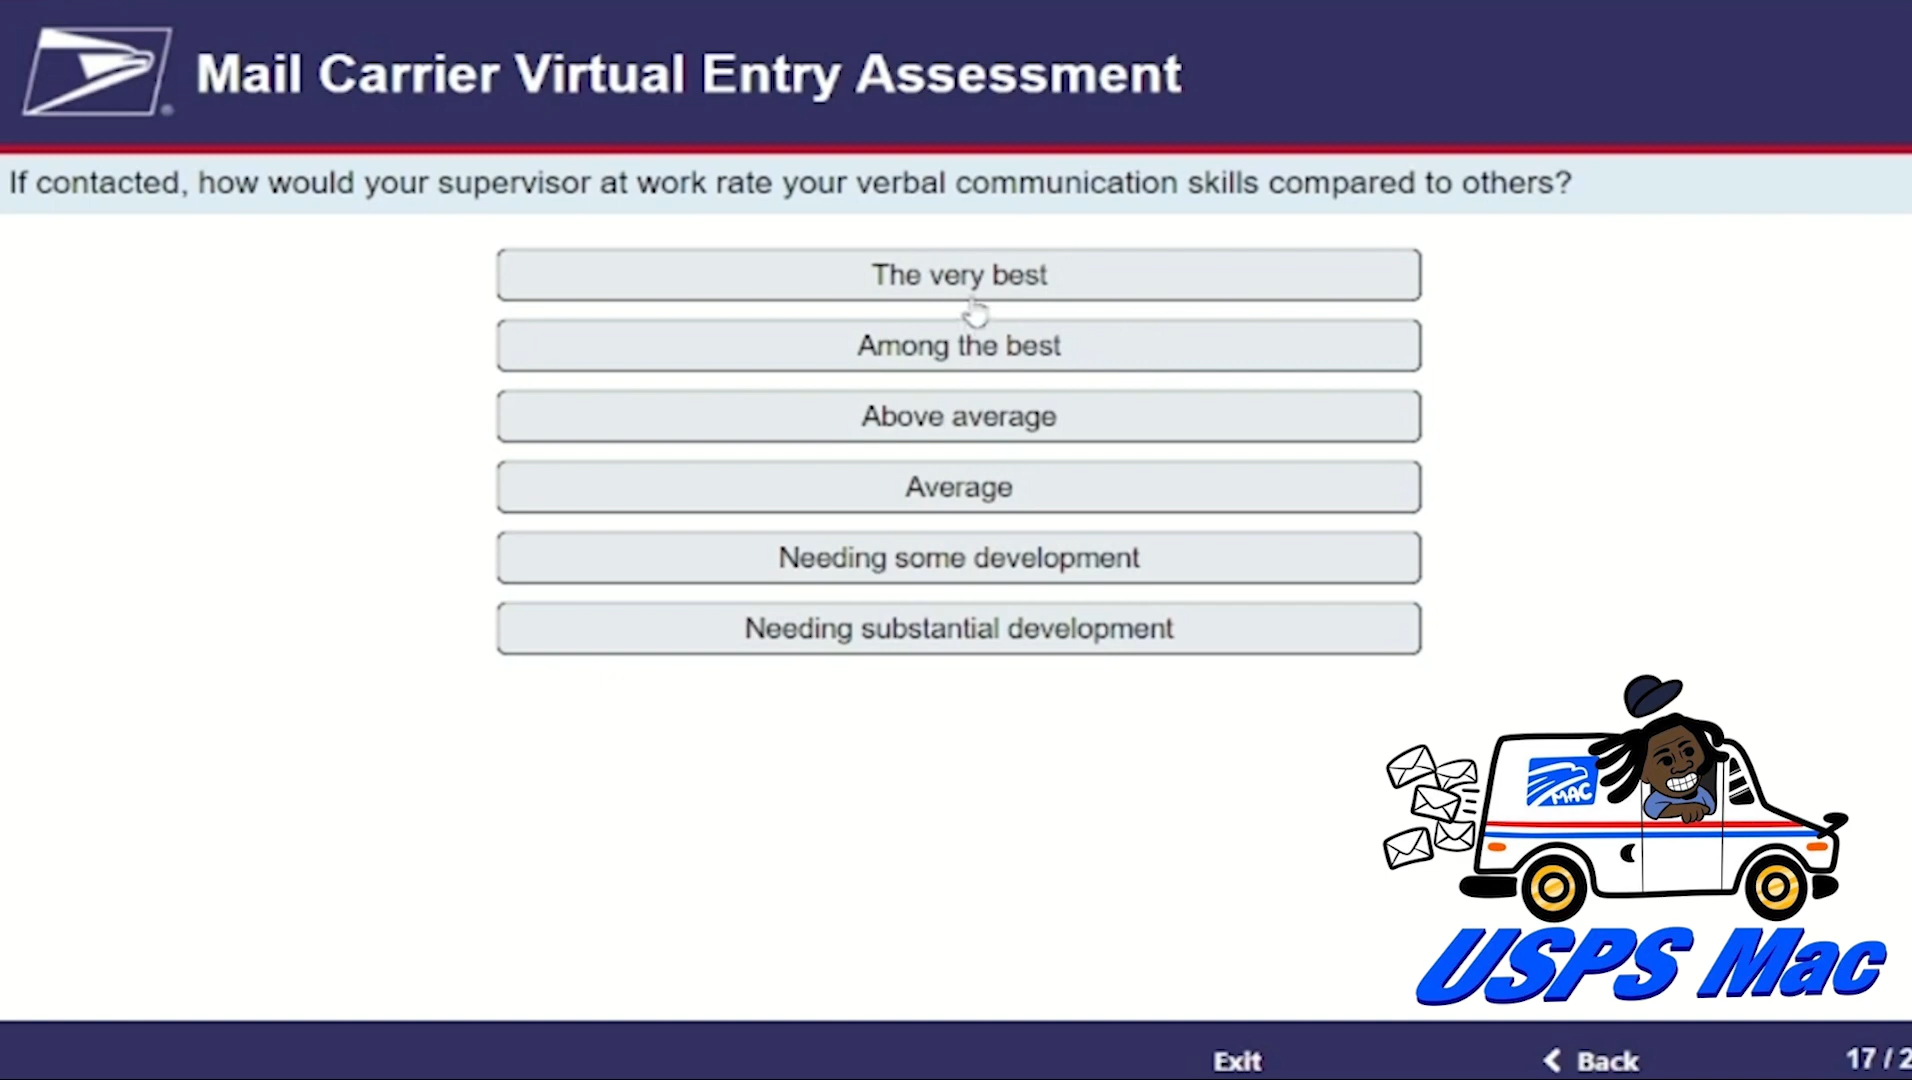 Mail Carrier Virtual Entry Assessment
If contacted, how would your supervisor at work rate your verbal communication skills compared to others?
The very best
Among the best
Above average
Average
Needing some development
Needing substantial development
MAC
USPS Mac
Exit
Back
17 / 2